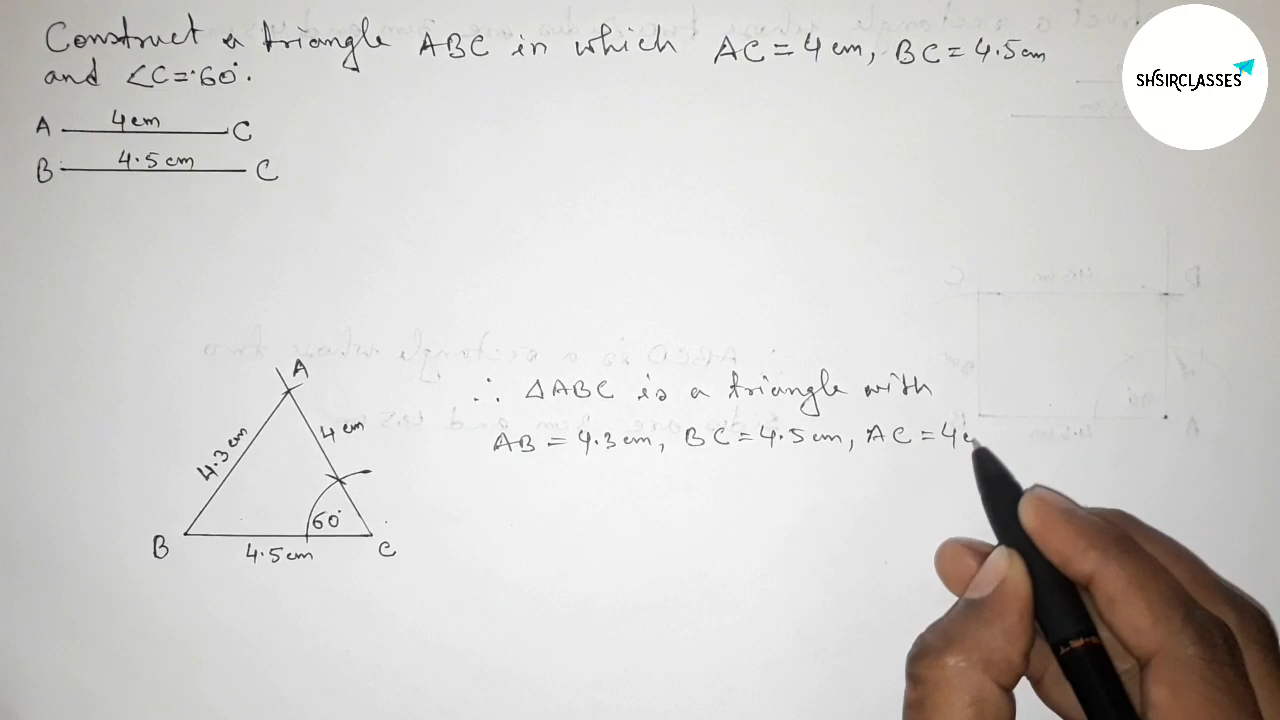 Construct a triangle ABC in which AC = 4 cm, BC = 4.5 cm
and ∠C = 60°.
SHSIRCLASSES
A 4 cm C
B 4.5 cm C
A
4.3 cm
4 cm
60°
B 4.5 cm C
∴ △ABC is a triangle with
AB = 4.3 cm, BC = 4.5 cm, AC = 4 c